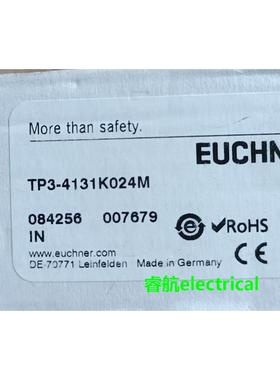 More than safety.
EUCHNE
TP3-4131K024M
084256 007679
IN
✓RoHS
www.euchner.com
DE-70771 Leinfelden Made in Germany
睿航electrical